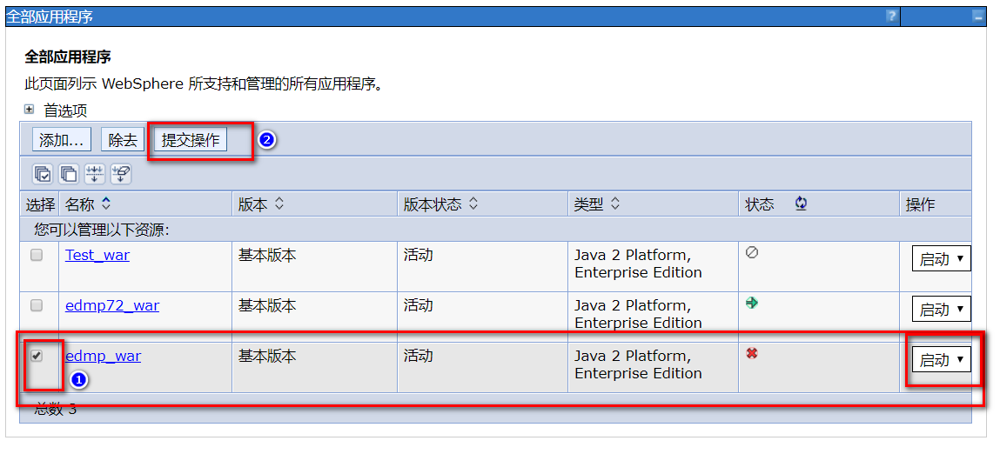 全部应用程序 ?
全部应用程序
此页面列示 WebSphere 所支持和管理的所有应用程序。
首选项
添加... 除去 提交操作 2
选择 名称 版本 版本状态 类型 状态 操作
您可以管理以下资源:
Test_war 基本版本 活动 Java 2 Platform, 启动
Enterprise Edition
edmp72_war 基本版本 活动 Java 2 Platform, 启动
Enterprise Edition
edmp_war 基本版本 活动 Java 2 Platform, 启动
1 Enterprise Edition
总数 3